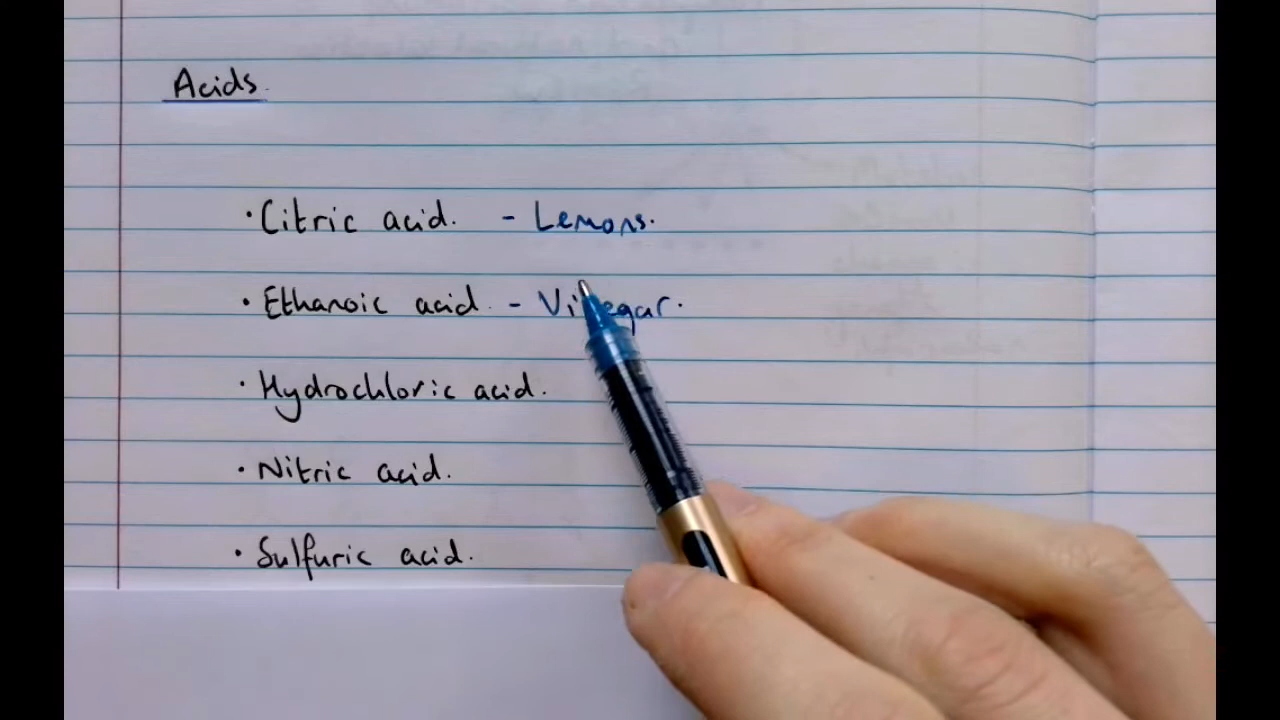 Acids.
· Citric acid. - Lemons.
· Ethanoic acid. - Vinegar.
· Hydrochloric acid.
· Nitric acid.
· Sulfuric acid.